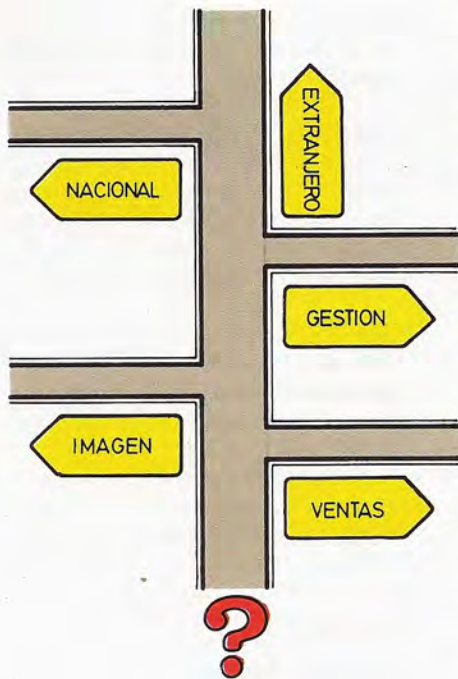 EXTRANJERO
NACIONAL
GESTION
IMAGEN
VENTAS
?